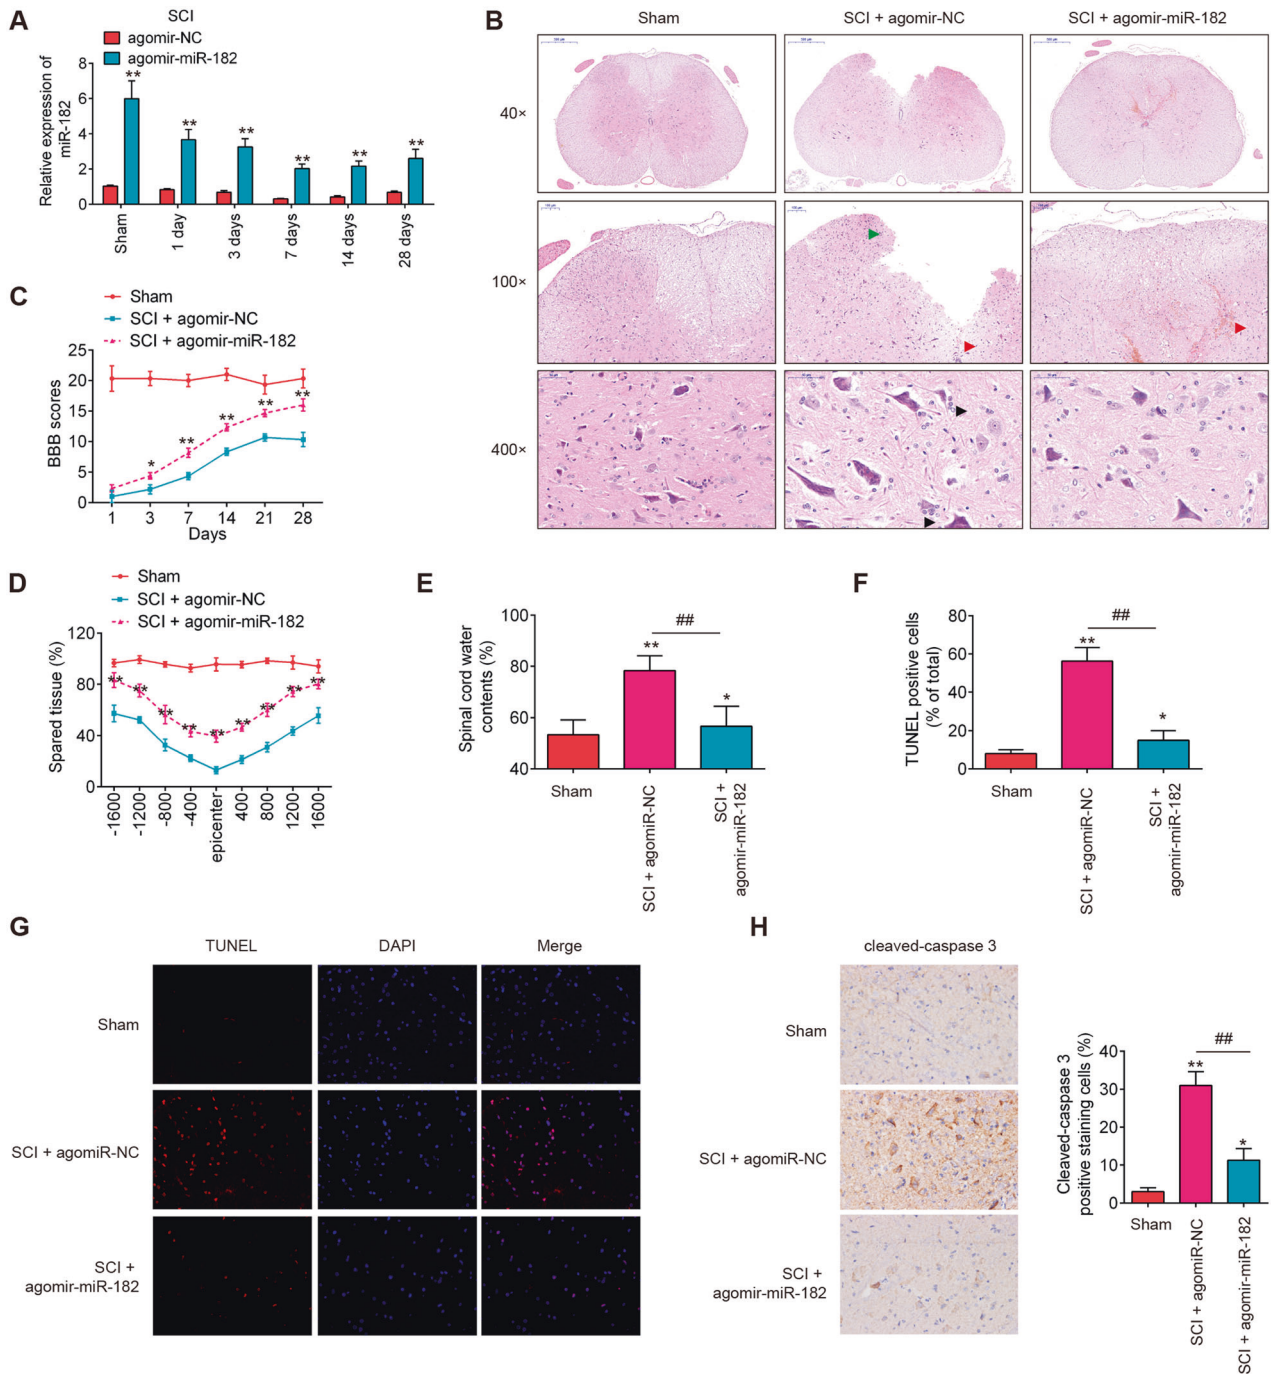 A
SCI
agomir-NC
agomir-miR-182
Relative expression of
miR-182
8
6
4
2
0
** ** ** ** ** **
Sham
1 day
3 days
7 days
14 days
28 days
B
Sham
SCI + agomir-NC
SCI + agomir-miR-182
40×
100×
400×
C
Sham
SCI + agomir-NC
SCI + agomir-miR-182
BBB scores
25
20
15
10
5
0
* ** ** ** **
1 3 7 14 21 28
Days
D
Sham
SCI + agomir-NC
SCI + agomir-miR-182
Spared tissue (%)
120
80
40
0
** ** ** ** ** ** ** ** **
-1600
-1200
-800
-400
epicenter
400
800
1200
1600
E
Spinal cord water
contents (%)
100
80
60
40
##
**
*
Sham
SCI + agomiR-NC
SCI +
agomir-miR-182
F
TUNEL positive cells
(% of total)
80
60
40
20
0
##
**
*
Sham
SCI + agomiR-NC
SCI +
agomir-miR-182
G
TUNEL
DAPI
Merge
Sham
SCI + agomiR-NC
SCI +
agomir-miR-182
H
cleaved-caspase 3
Sham
SCI + agomiR-NC
SCI +
agomir-miR-182
Cleaved-caspase 3
positive staining cells (%)
40
30
20
10
0
##
**
*
Sham
SCI + agomiR-NC
SCI + agomir-miR-182